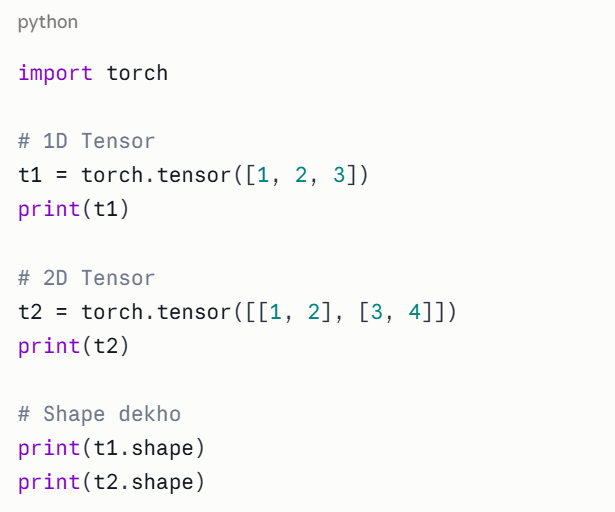 python
import torch
# 1D Tensor
t1 = torch.tensor([1, 2, 3])
print(t1)
# 2D Tensor
t2 = torch.tensor([[1, 2], [3, 4]])
print(t2)
# Shape dekho
print(t1.shape)
print(t2.shape)